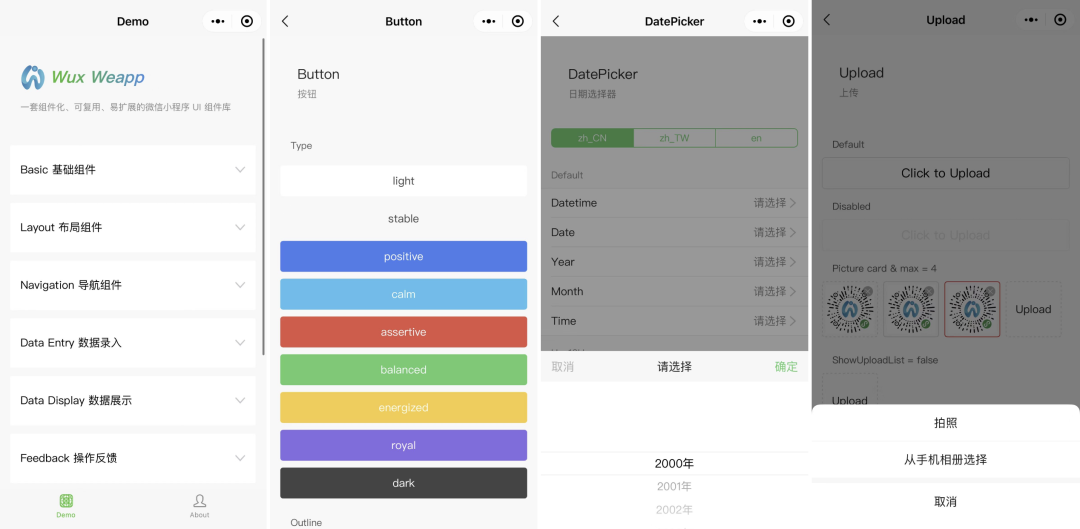 Demo
Wux Weapp
一套组件化、可复用、易扩展的微信小程序 UI 组件库
Basic 基础组件
Layout 布局组件
Navigation 导航组件
Data Entry 数据录入
Data Display 数据展示
Feedback 操作反馈
Demo
About
Button
Button
按钮
Type
light
stable
positive
calm
assertive
balanced
energized
royal
dark
Outline
DatePicker
DatePicker
日期选择器
zh_CN
zh_TW
en
Default
Datetime 请选择
Date 请选择
Year 请选择
Month 请选择
Time 请选择
取消 请选择 确定
2000年
2001年
2002年
Upload
Upload
上传
Default
Click to Upload
Disabled
Click to Upload
Picture card & max = 4
Upload
ShowUploadList = false
Upload
拍照
从手机相册选择
取消